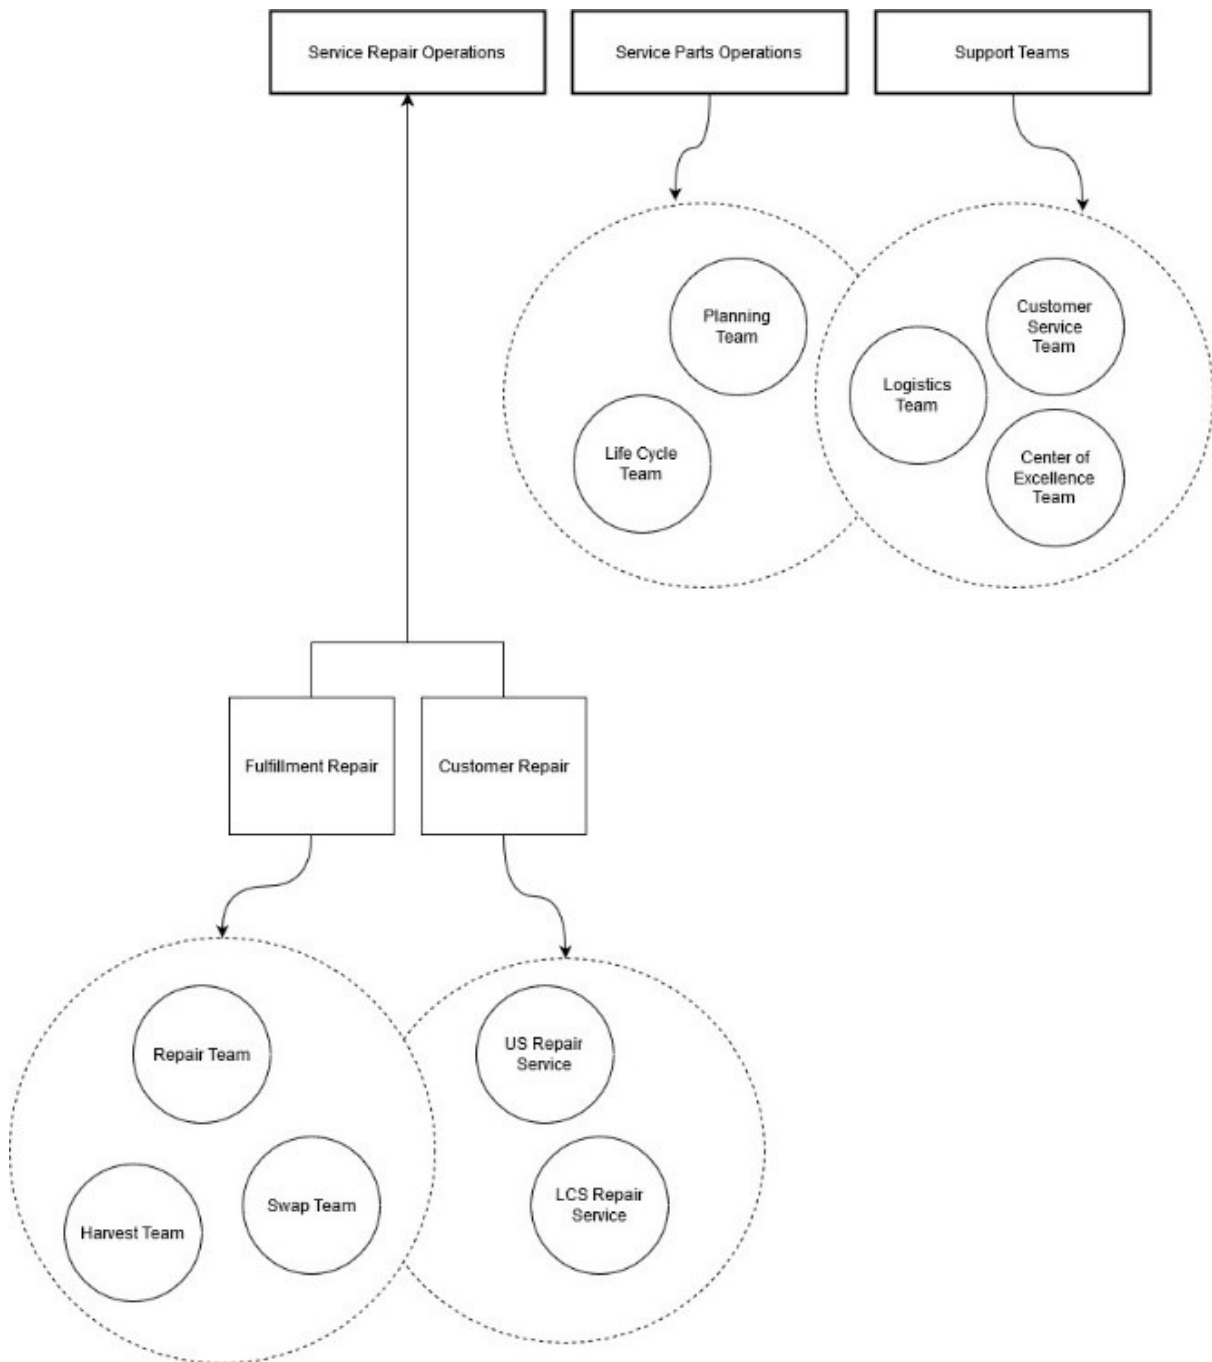 Service Repair Operations
Service Parts Operations
Support Teams
Planning
Team
Customer
Service
Team
Logistics
Team
Life Cycle
Team
Center of
Excellence
Team
Fulfillment Repair
Customer Repair
Repair Team
US Repair
Service
Harvest Team
Swap Team
LCS Repair
Service